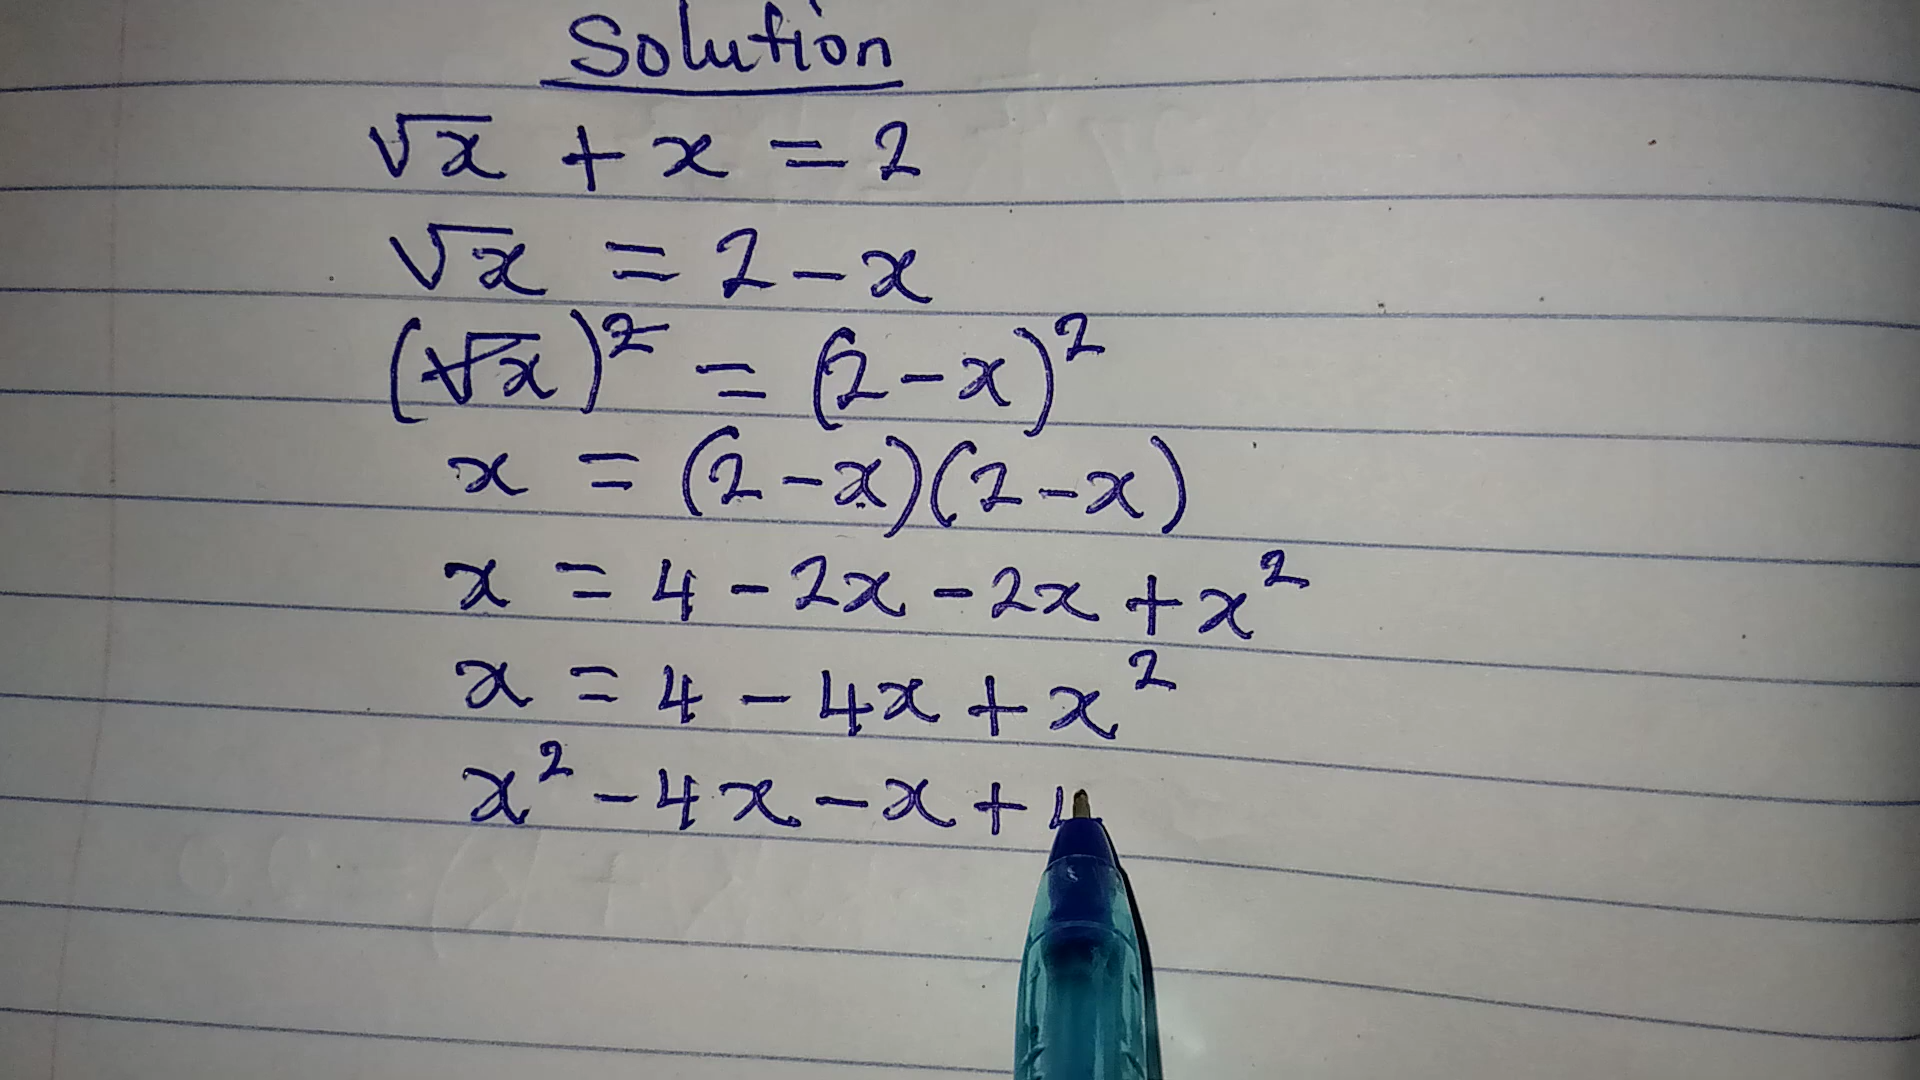 Solution
√x + x = 2
√x = 2 - x
(√x)² = (2 - x)²
x = (2 - x)(2 - x)
x = 4 - 2x - 2x + x²
x = 4 - 4x + x²
x² - 4x - x +